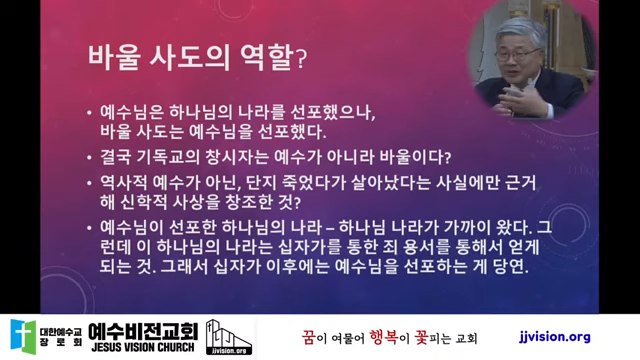 바울 사도의 역할?
• 예수님은 하나님의 나라를 선포했으나,
바울 사도는 예수님을 선포했다.
• 결국 기독교의 창시자는 예수가 아니라 바울이다?
• 역사적 예수가 아닌, 단지 죽었다가 살아났다는 사실에만 근거
해 신학적 사상을 창조한 것?
• 예수님이 선포한 하나님의 나라 – 하나님 나라가 가까이 왔다. 그
런데 이 하나님의 나라는 십자가를 통한 죄 용서를 통해서 얻게
되는 것. 그래서 십자가 이후에는 예수님을 선포하는 게 당연.
대한예수교
장로회
예수비전교회
JESUS VISION CHURCH
jjvision.org
꿈이 여물어 행복이 꽃피는 교회
jjvision.org